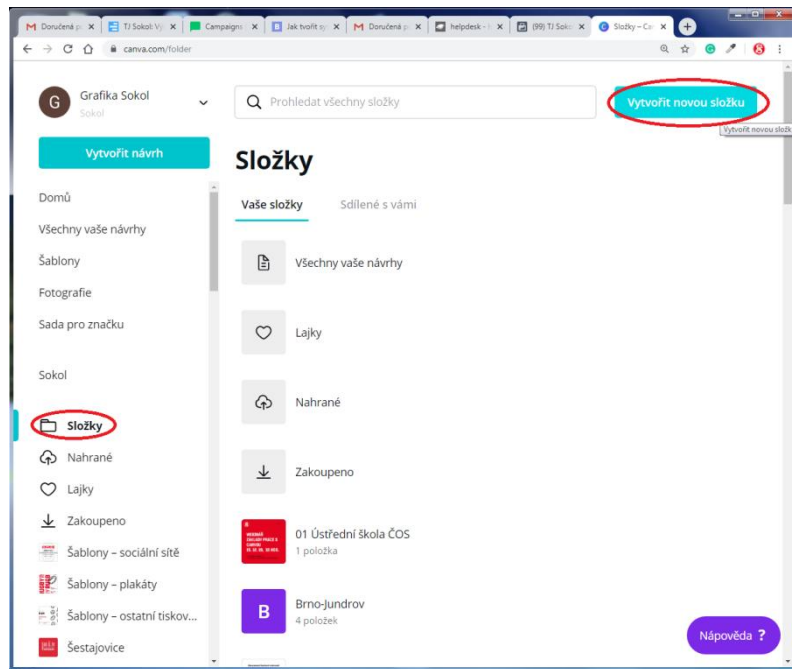 Doručená p
TJ Sokol: Vý
Campaigns
Jak tvořit sy
Doručená p
helpdesk -
(99) TJ Soko
Složky – Can
canva.com/folder
G
Grafika Sokol
Sokol
Prohledat všechny složky
Vytvořit novou složku
Vytvořit novou složk
Vytvořit návrh
Složky
Domů
Všechny vaše návrhy
Šablony
Fotografie
Sada pro značku
Sokol
Složky
Nahrané
Lajky
Zakoupeno
Šablony – sociální sítě
Šablony – plakáty
Šablony – ostatní tiskov...
Šestajovice
Vaše složky
Sdílené s vámi
Všechny vaše návrhy
Lajky
Nahrané
Zakoupeno
01 Ústřední škola ČOS
1 položka
B
Brno-Jundrov
4 položek
Nápověda ?